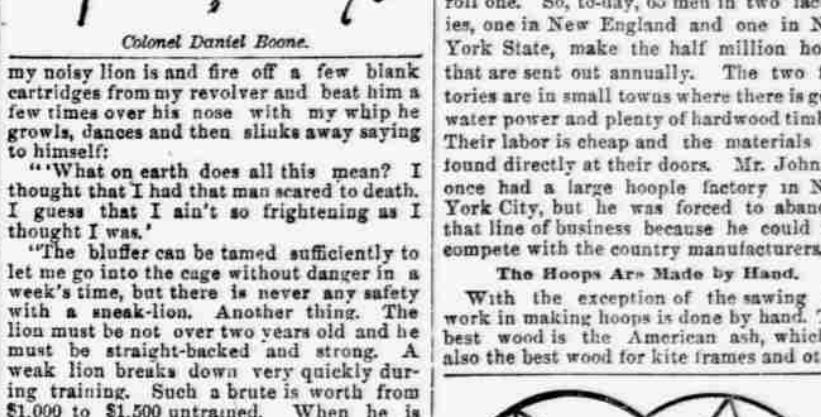 Colonel Daniel Boone.
my noisy lion is and fire off a few blank
cartridges from my revolver and beat him a
few times over his nose with my whip he
growls, dances and then slinks away saying
to himself:
"'What on earth does all this mean? I
thought that I had that man scared to death.
I guess that I ain't so frightening as I
thought I was.'
"The bluffer can be tamed sufficiently to
let me go into the cage without danger in a
week's time, but there is never any safety
with a sneak-lion. Another thing. The
lion must be not over two years old and he
must be straight-backed and strong. A
weak lion breaks down very quickly dur-
ing training. Such a brute is worth from
$1,000 to $1,500 untrained. When he is
roll one. So, to-day, 65 men in two
ies, one in New England and one in
York State, make the half million
that are sent out annually. The two
tories are in small towns where there is
water power and plenty of hardwood
Their labor is cheap and the materials
found directly at their doors. Mr.
once had a large hoople factory in
York City, but he was forced to
that line of business because he could
compete with the country manufacturers
The Hoops Are Made by Hand.
With the exception of the sawing
work in making hoops is done by hand.
best wood is the American ash,
also the best wood for kite frames and